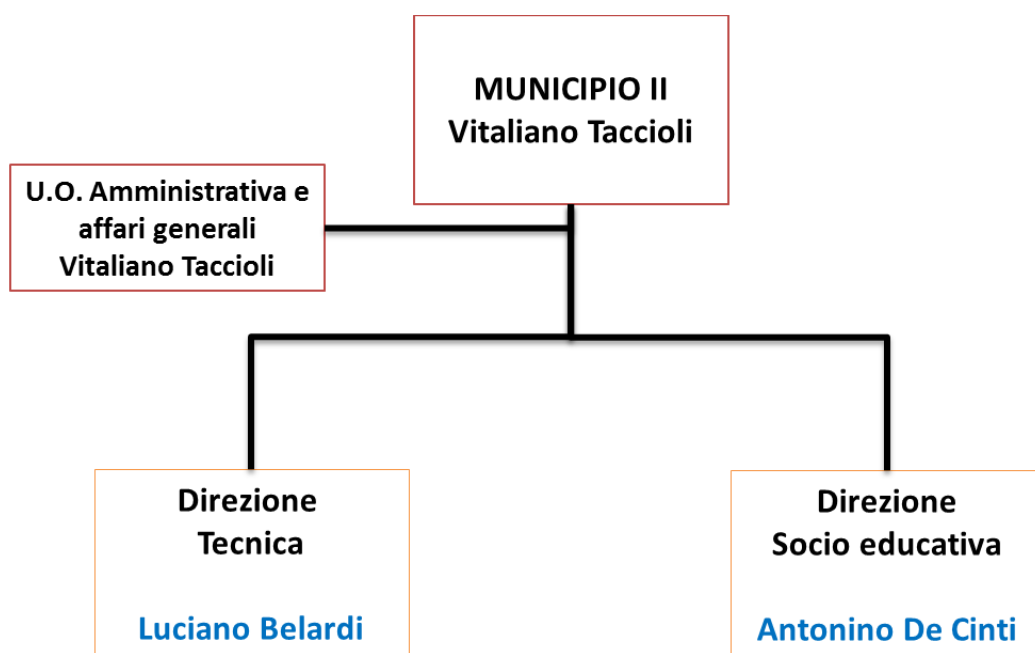 MUNICIPIO II
Vitaliano Taccioli
U.O. Amministrativa e
affari generali
Vitaliano Taccioli
Direzione
Tecnica
Luciano Belardi
Direzione
Socio educativa
Antonino De Cinti